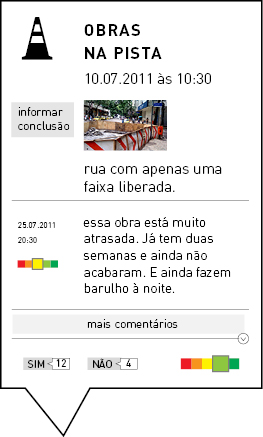 OBRAS
NA PISTA
10.07.2011 às 10:30
informar
conclusão
rua com apenas uma
faixa liberada.
25.07.2011
20:30
essa obra está muito
atrasada. Já tem duas
semanas e ainda não
acabaram. E ainda fazem
barulho à noite.
mais comentários
SIM 12 NÃO 4